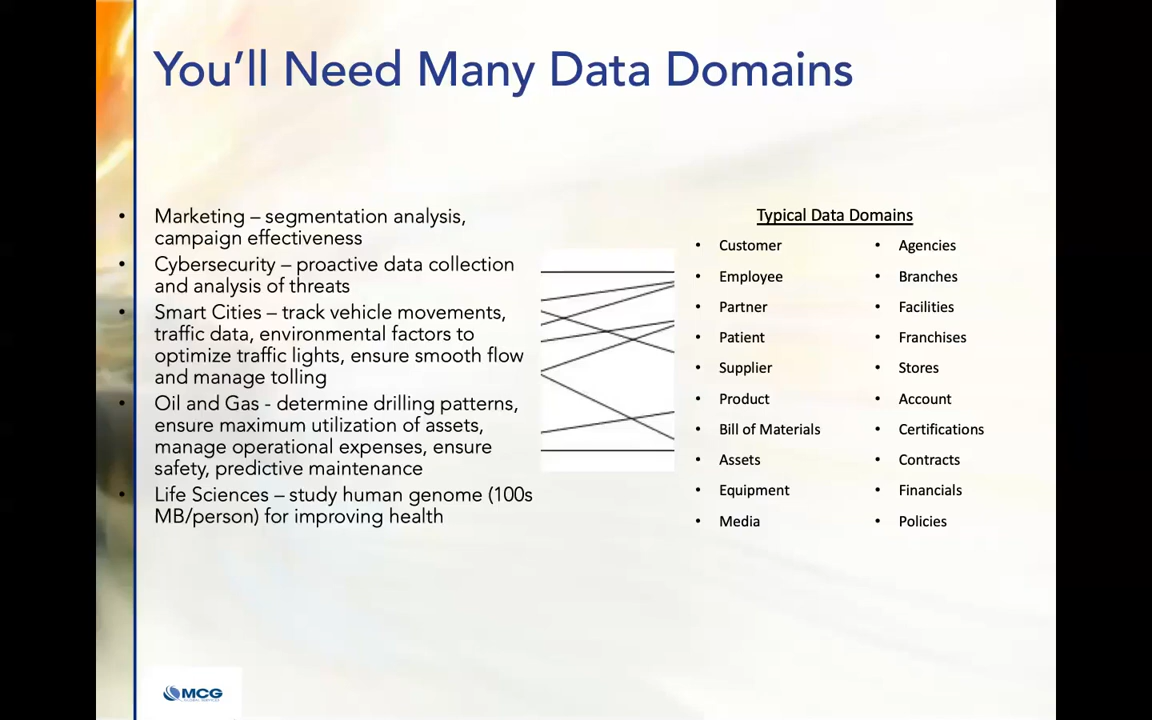 You'll Need Many Data Domains
• Marketing – segmentation analysis,
campaign effectiveness
• Cybersecurity – proactive data collection
and analysis of threats
• Smart Cities – track vehicle movements,
traffic data, environmental factors to
optimize traffic lights, ensure smooth flow
and manage tolling
• Oil and Gas - determine drilling patterns,
ensure maximum utilization of assets,
manage operational expenses, ensure
safety, predictive maintenance
• Life Sciences – study human genome (100s
MB/person) for improving health
Typical Data Domains
• Customer
• Employee
• Partner
• Patient
• Supplier
• Product
• Bill of Materials
• Assets
• Equipment
• Media
• Agencies
• Branches
• Facilities
• Franchises
• Stores
• Account
• Certifications
• Contracts
• Financials
• Policies
MCG